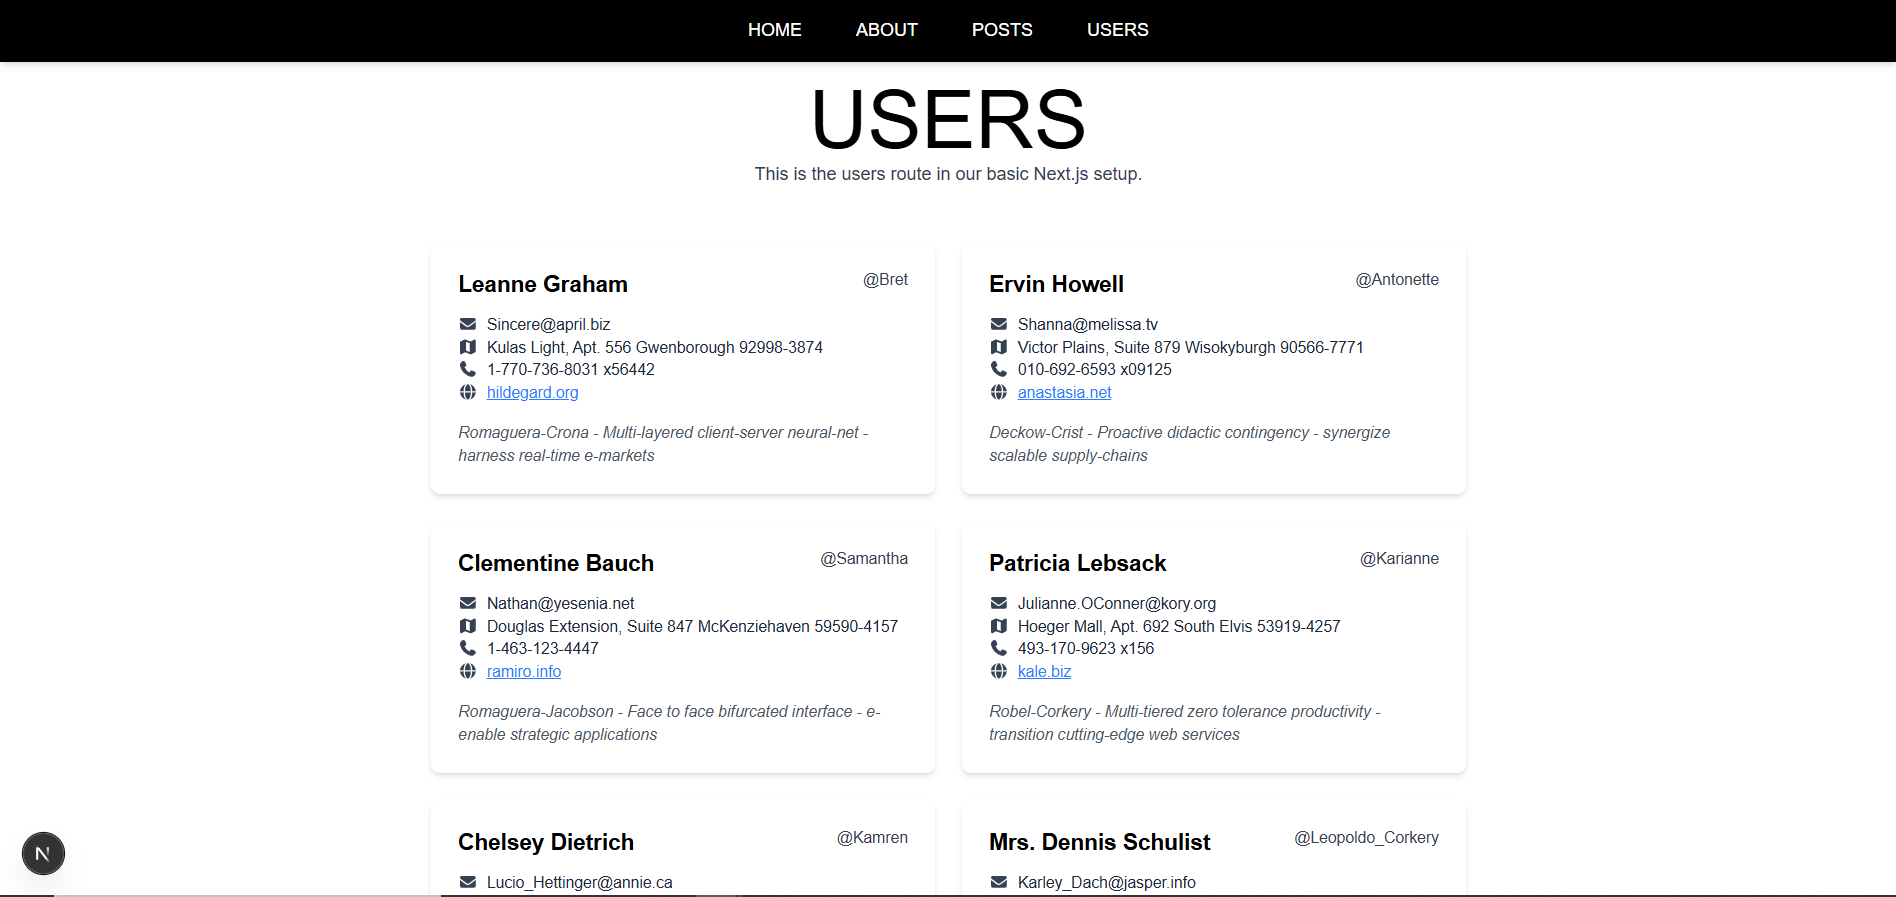 HOME ABOUT POSTS USERS
USERS
This is the users route in our basic Next.js setup.
Leanne Graham @Bret
Sincere@april.biz
Kulas Light, Apt. 556 Gwenborough 92998-3874
1-770-736-8031 x56442
hildegard.org
Romaguera-Crona - Multi-layered client-server neural-net -
harness real-time e-markets
Ervin Howell @Antonette
Shanna@melissa.tv
Victor Plains, Suite 879 Wisokyburgh 90566-7771
010-692-6593 x09125
anastasia.net
Deckow-Crist - Proactive didactic contingency - synergize
scalable supply-chains
Clementine Bauch @Samantha
Nathan@yesenia.net
Douglas Extension, Suite 847 McKenziehaven 59590-4157
1-463-123-4447
ramiro.info
Romaguera-Jacobson - Face to face bifurcated interface - e-
enable strategic applications
Patricia Lebsack @Karianne
Julianne.OConner@kory.org
Hoeger Mall, Apt. 692 South Elvis 53919-4257
493-170-9623 x156
kale.biz
Robel-Corkery - Multi-tiered zero tolerance productivity -
transition cutting-edge web services
Chelsey Dietrich @Kamren
Lucio_Hettinger@annie.ca
Mrs. Dennis Schulist @Leopoldo_Corkery
Karley_Dach@jasper.info
N